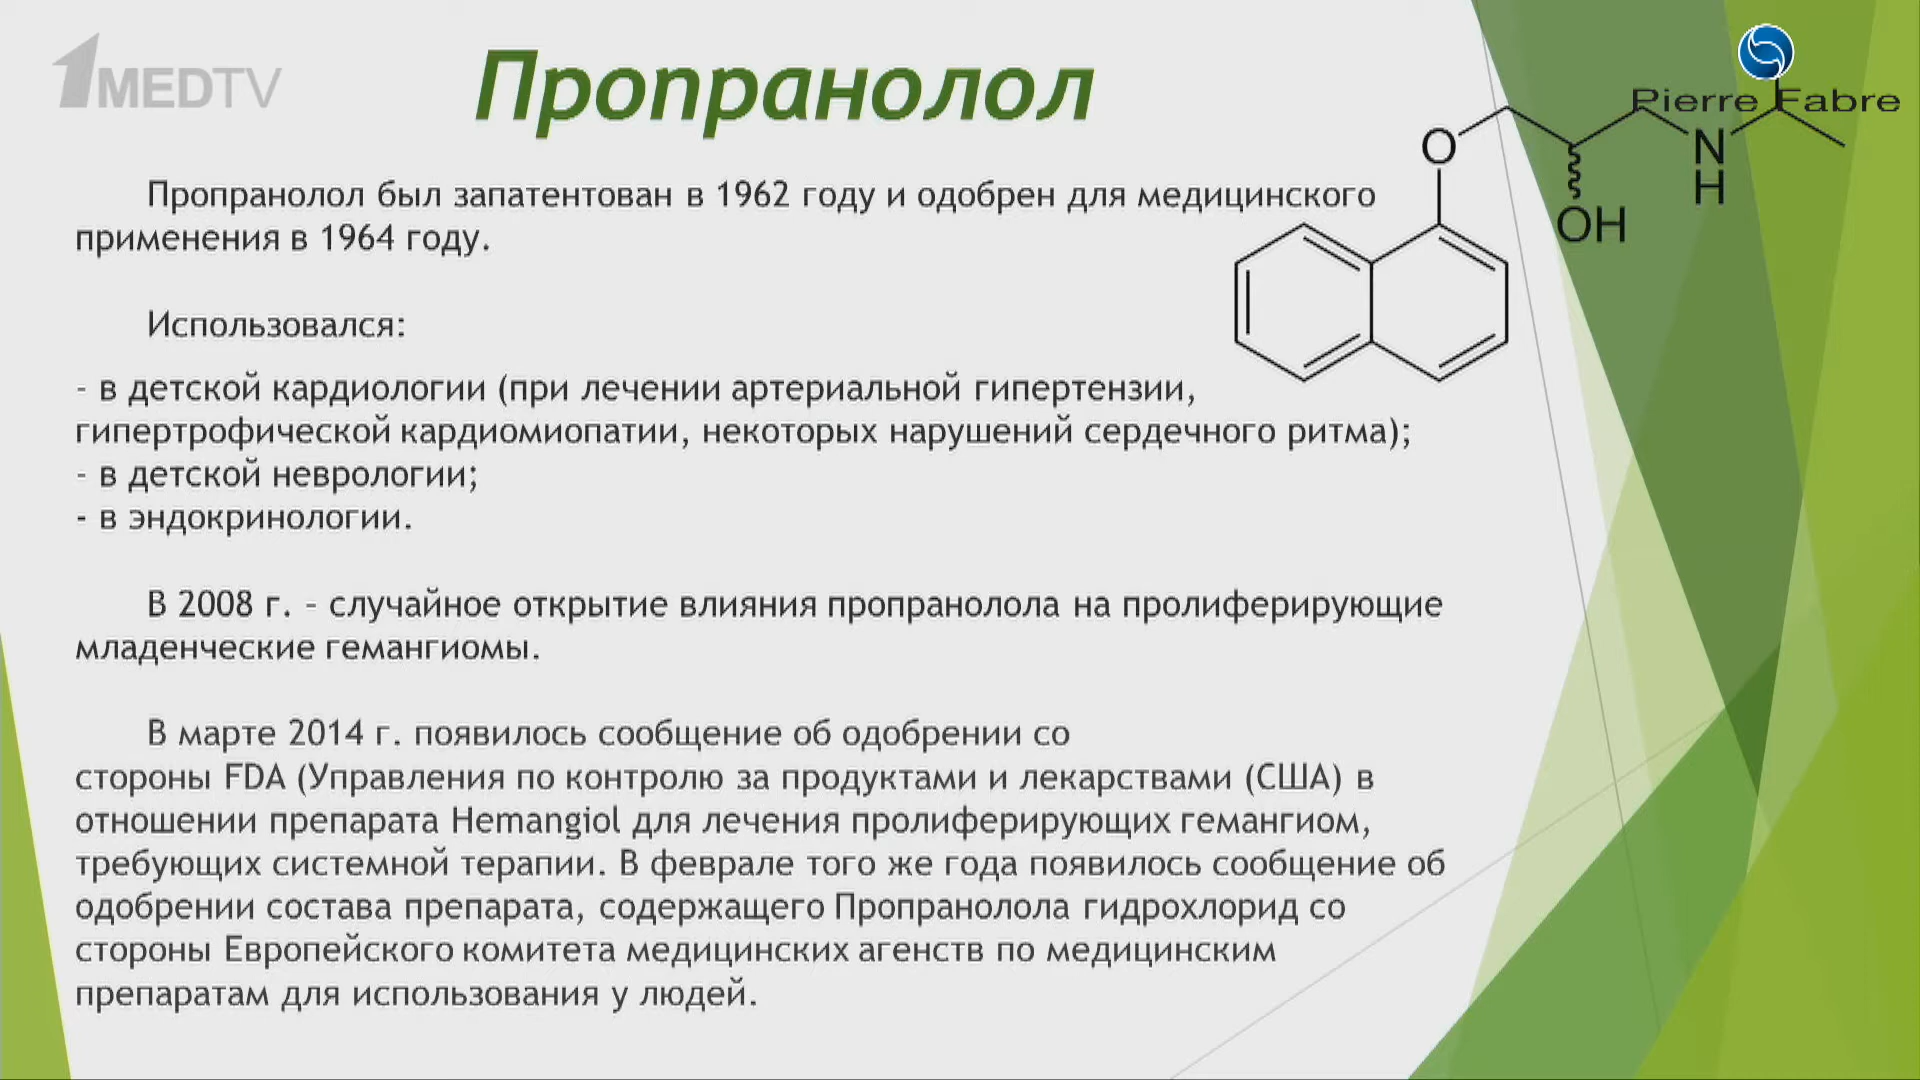 1MEDTV
Пропранолол
Pierre Fabre
O
N
H
OH
Пропранолол был запатентован в 1962 году и одобрен для медицинского
применения в 1964 году.
Использовался:
- в детской кардиологии (при лечении артериальной гипертензии,
гипертрофической кардиомиопатии, некоторых нарушений сердечного ритма);
- в детской неврологии;
- в эндокринологии.
В 2008 г. – случайное открытие влияния пропранолола на пролиферирующие
младенческие гемангиомы.
В марте 2014 г. появилось сообщение об одобрении со
стороны FDA (Управления по контролю за продуктами и лекарствами (США) в
отношении препарата Hemangiol для лечения пролиферирующих гемангиом,
требующих системной терапии. В феврале того же года появилось сообщение об
одобрении состава препарата, содержащего Пропранолола гидрохлорид со
стороны Европейского комитета медицинских агенств по медицинским
препаратам для использования у людей.